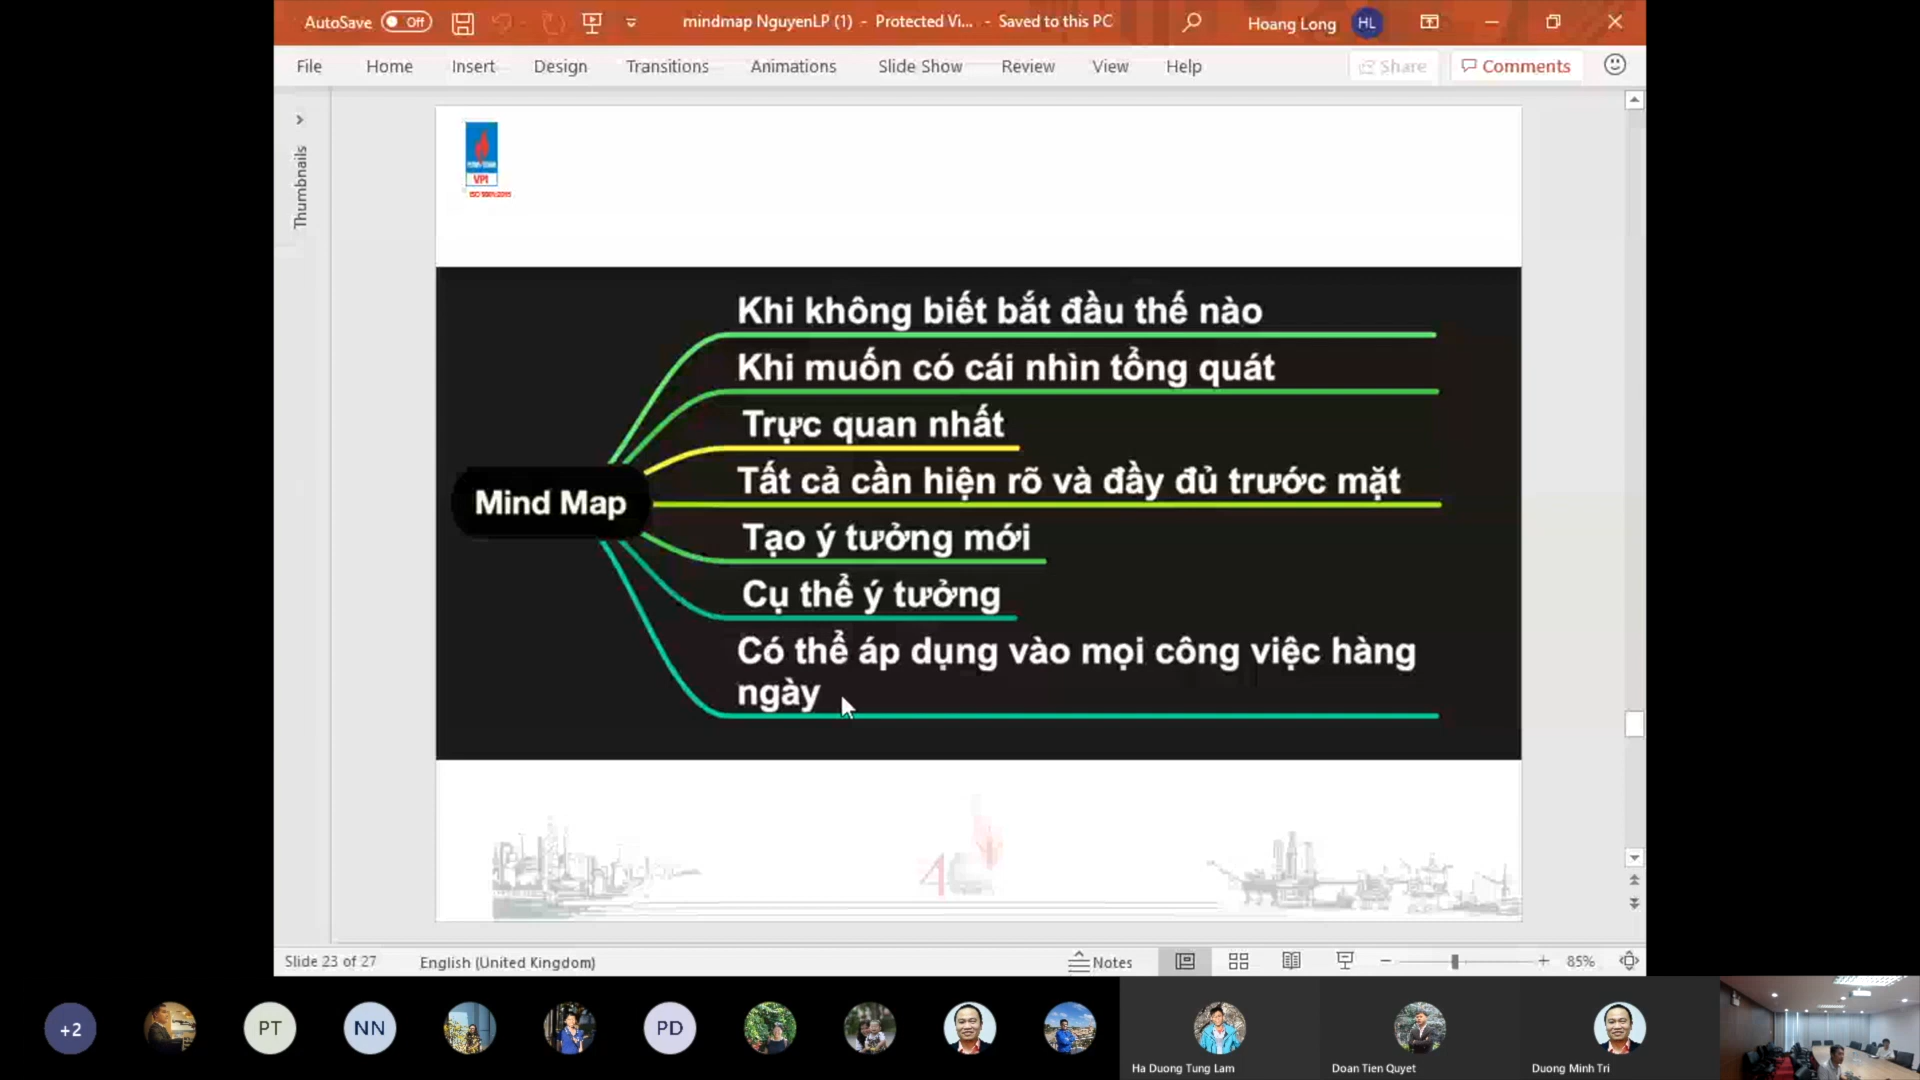 AutoSave Off mindmap NguyenLP (1) - Protected Vi... - Saved to this PC Hoang Long HL
File Home Insert Design Transitions Animations Slide Show Review View Help Share Comments
Thumbnails
VPI
Khi không biết bắt đầu thế nào
Khi muốn có cái nhìn tổng quát
Trực quan nhất
Tất cả cần hiện rõ và đầy đủ trước mặt
Mind Map
Tạo ý tưởng mới
Cụ thể ý tưởng
Có thể áp dụng vào mọi công việc hàng
ngày
Slide 23 of 27 English (United Kingdom) Notes 85%
+2 PT NN PD
Ha Duong Tung Lam Doan Tien Quyet Duong Minh Tri